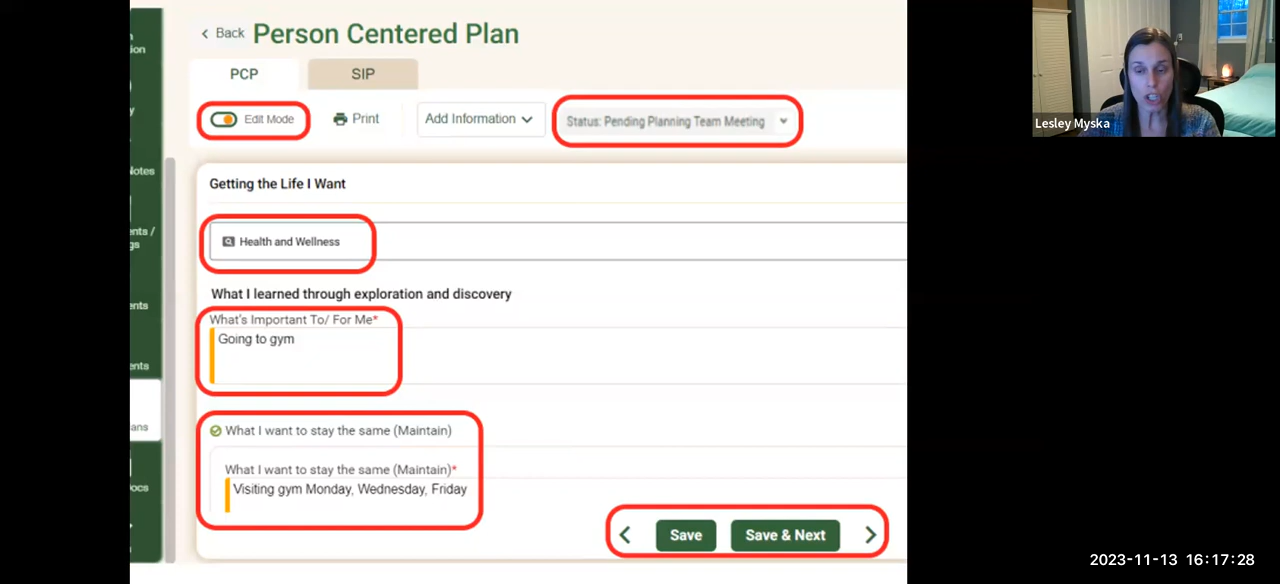 Back Person Centered Plan
PCP SIP
Edit Mode Print Add Information Status: Pending Planning Team Meeting
Getting the Life I Want
Health and Wellness
What I learned through exploration and discovery
What's Important To/ For Me*
Going to gym
What I want to stay the same (Maintain)
What I want to stay the same (Maintain)*
Visiting gym Monday, Wednesday, Friday
Save Save & Next
Lesley Myska
2023-11-13 16:17:28